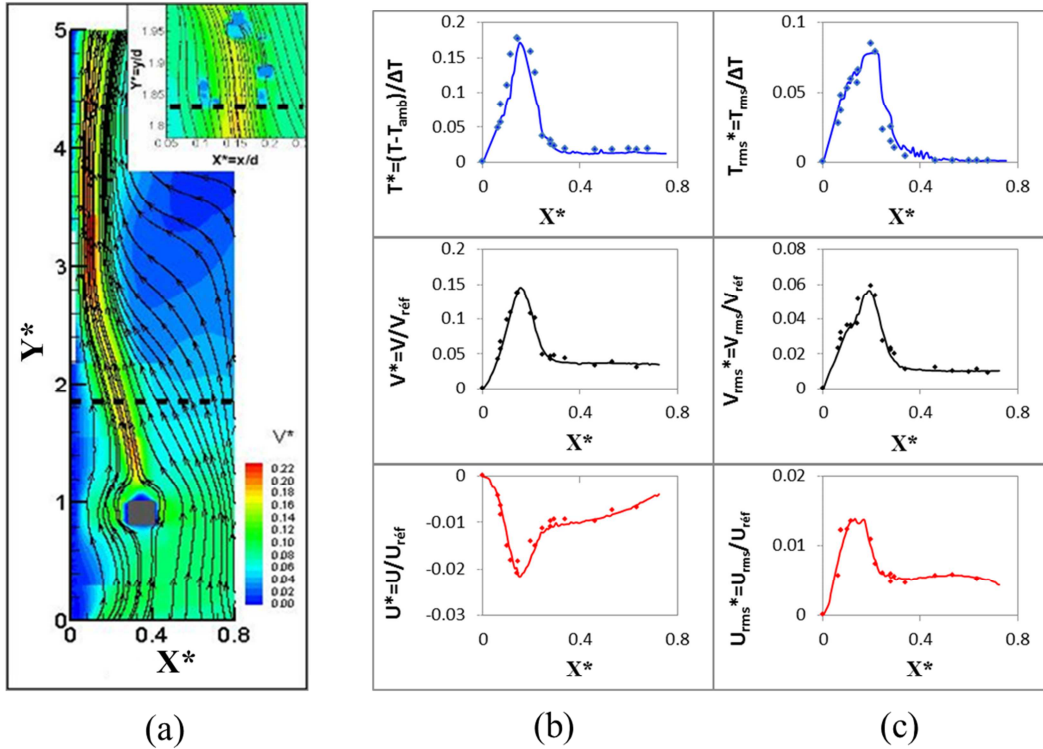 5
4
3
2
1
0
Y*
0 0.4 0.8
X*
1.95
1.90
1.85
1.8
Y*=y/d
0.05 0.1 0.15 0.2
X*=x/d
V*
0.22
0.20
0.18
0.16
0.14
0.12
0.10
0.08
0.06
0.04
0.02
0.00
(a)
T*=(T-Tamb)/ΔT
0.2
0.15
0.1
0.05
0
0 0.4 0.8
X*
Trms*=Trms/ΔT
0.1
0.05
0
0 0.4 0.8
X*
V*=V/Vréf
0.2
0.15
0.1
0.05
0
0 0.4 0.8
X*
Vrms*=Vrms/Vréf
0.08
0.06
0.04
0.02
0
0 0.4 0.8
X*
U*=U/Uréf
0
-0.01
-0.02
-0.03
0 0.4 0.8
X*
Urms*=Urms/Uréf
0.02
0.01
0
0 0.4 0.8
X*
(b)
(c)